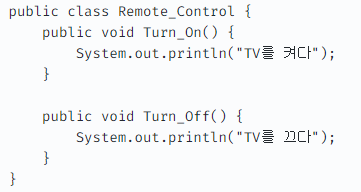 public class Remote_Control {
    public void Turn_On() {
        System.out.println("TV를 켜다");
    }

    public void Turn_Off() {
        System.out.println("TV를 끄다");
    }
}